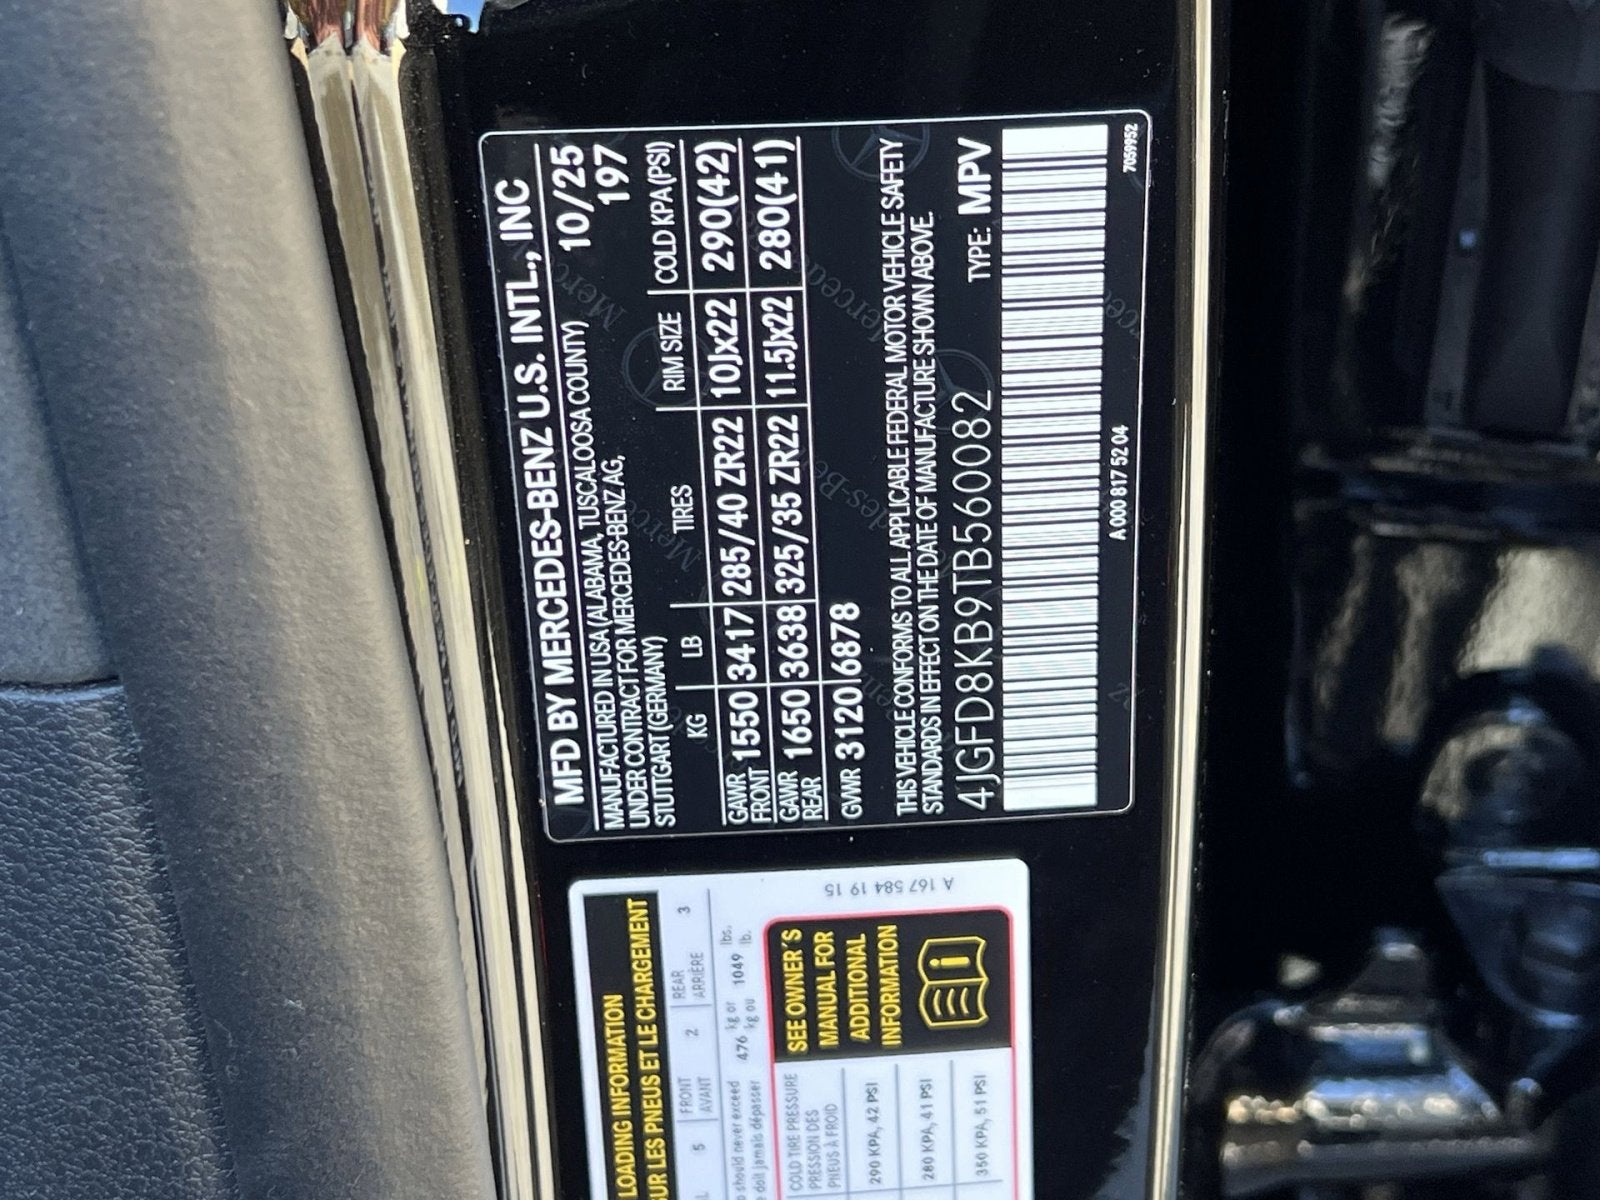 MFD BY MERCEDES-BENZ U.S. INTL., INC
MANUFACTURED IN USA (ALABAMA, TUSCALOOSA COUNTY) 10/25
UNDER CONTRACT FOR MERCEDES-BENZ AG, 197
STUTTGART (GERMANY)
KG LB TIRES RIM SIZE COLD KPA (PSI)
GAWR FRONT 1550 3417 285/40 ZR22 10Jx22 290(42)
GAWR REAR 1650 3638 325/35 ZR22 11.5Jx22 280(41)
GVWR 3120 6878
THIS VEHICLE CONFORMS TO ALL APPLICABLE FEDERAL MOTOR VEHICLE SAFETY
STANDARDS IN EFFECT ON THE DATE OF MANUFACTURE SHOWN ABOVE.
4JGFD8KB9TB560082 TYPE: MPV
A 000 817 52 04 7059952
LOADING INFORMATION
SUR LES PNEUS ET LE CHARGEMENT
5 FRONT 2 REAR 3
AVANT ARRIÈRE
should never exceed 476 kg or 1049 lbs.
doit jamais dépasser kg ou lb.
COLD TIRE PRESSURE
PRESSION DES
PNEUS À FROID
290 KPA, 42 PSI
280 KPA, 41 PSI
350 KPA, 51 PSI
SEE OWNER'S
MANUAL FOR
ADDITIONAL
INFORMATION
A 167 584 19 15